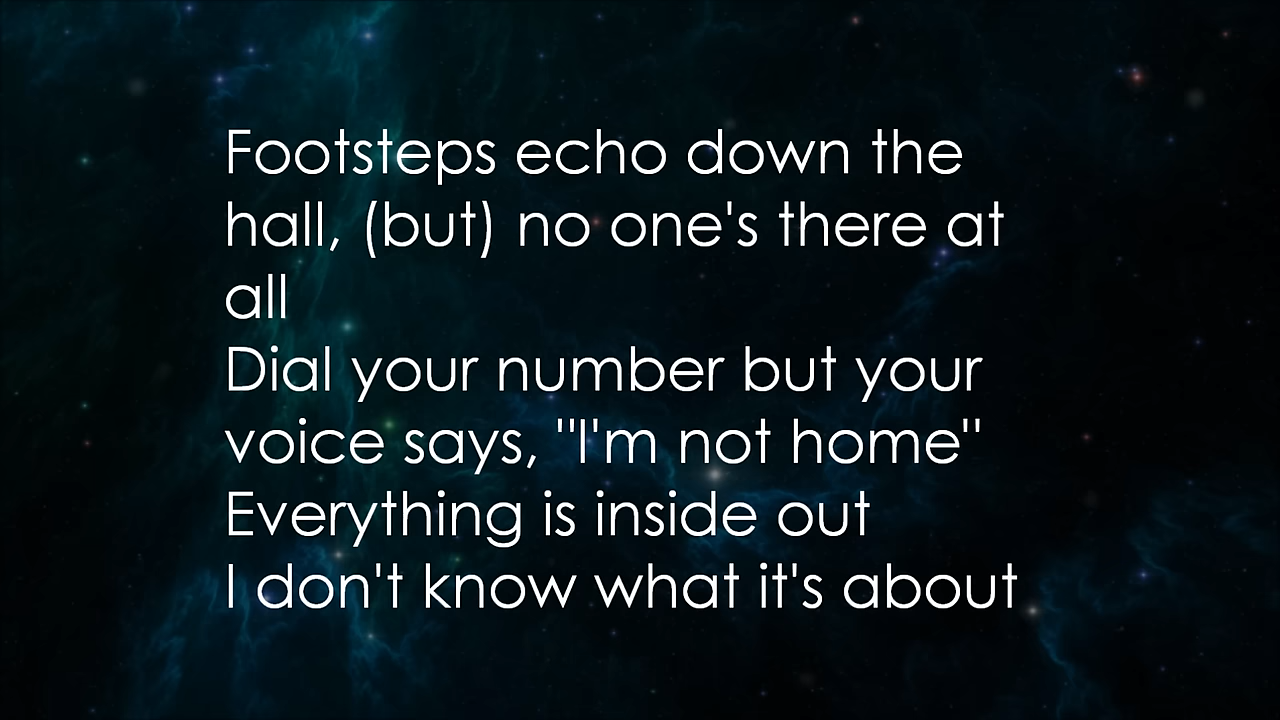 Footsteps echo down the
hall, (but) no one's there at
all
Dial your number but your
voice says, "I'm not home"
Everything is inside out
I don't know what it's about